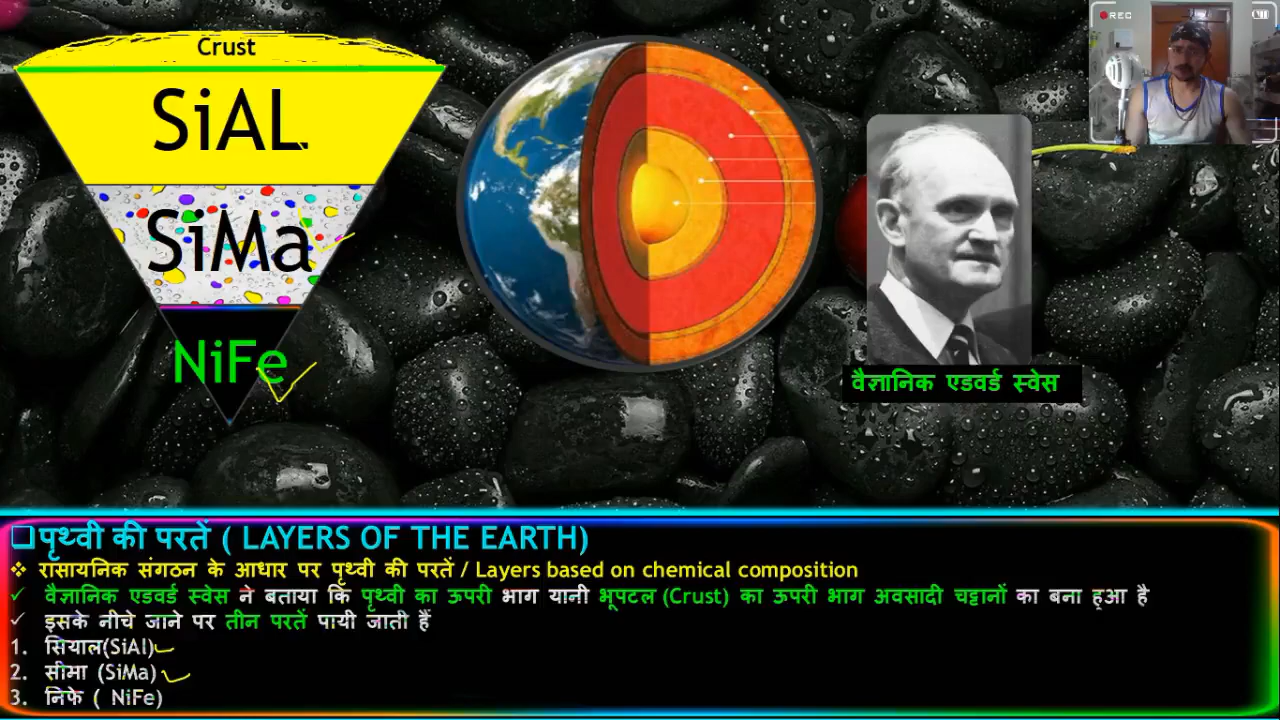 Crust
REC
SiAL
SiMa
NiFe
वैज्ञानिक एडवर्ड स्वेस
पृथ्वी की परतें ( LAYERS OF THE EARTH)
रासायनिक संगठन के आधार पर पृथ्वी की परतें / Layers based on chemical composition
वैज्ञानिक एडवर्ड स्वेस ने बताया कि पृथ्वी का ऊपरी भाग यानी भूपटल (Crust) का ऊपरी भाग अवसादी चट्टानों का बना हुआ है
इसके नीचे जाने पर तीन परतें पायी जाती हैं
1. सियाल(SiAl)
2. सीमा (SiMa)
3. निफे ( NiFe)